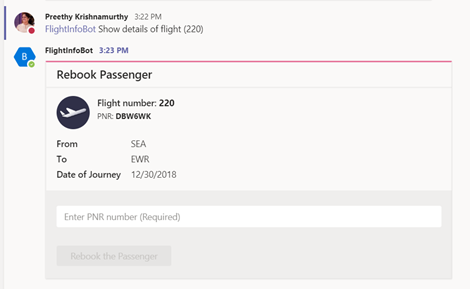 Preethy Krishnamurthy 3:22 PM
FlightInfoBot Show details of flight (220)
B
FlightInfoBot 3:23 PM
Rebook Passenger
Flight number: 220
PNR: DBW6WK
From SEA
To EWR
Date of Journey 12/30/2018
Enter PNR number (Required)
Rebook the Passenger